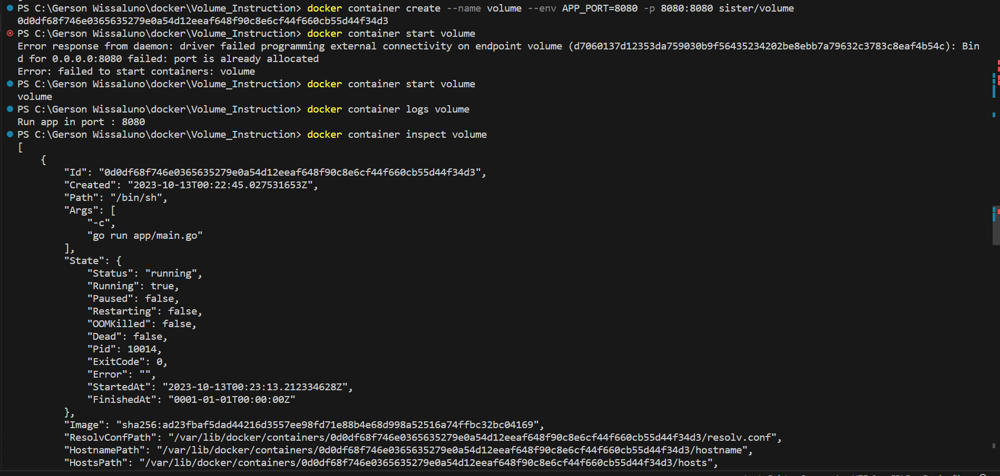 PS C:\Gerson Wissaluno\docker\Volume_Instruction> docker container create --name volume --env APP_PORT=8080 -p 8080:8080 sister/volume
0d0df68f746e0365635279e0a54d12eeaf648f90c8e6cf44f660cb55d44f34d3
PS C:\Gerson Wissaluno\docker\Volume_Instruction> docker container start volume
Error response from daemon: driver failed programming external connectivity on endpoint volume (d7060137d12353da759030b9f56435234202be8ebb7a79632c3783c8eaf4b54c): Bin
d for 0.0.0.0:8080 failed: port is already allocated
Error: failed to start containers: volume
PS C:\Gerson Wissaluno\docker\Volume_Instruction> docker container start volume
volume
PS C:\Gerson Wissaluno\docker\Volume_Instruction> docker container logs volume
Run app in port : 8080
PS C:\Gerson Wissaluno\docker\Volume_Instruction> docker container inspect volume
[
    {
        "Id": "0d0df68f746e0365635279e0a54d12eeaf648f90c8e6cf44f660cb55d44f34d3",
        "Created": "2023-10-13T00:22:45.027531653Z",
        "Path": "/bin/sh",
        "Args": [
            "-c",
            "go run app/main.go"
        ],
        "State": {
            "Status": "running",
            "Running": true,
            "Paused": false,
            "Restarting": false,
            "OOMKilled": false,
            "Dead": false,
            "Pid": 10014,
            "ExitCode": 0,
            "Error": "",
            "StartedAt": "2023-10-13T00:23:13.212334628Z",
            "FinishedAt": "0001-01-01T00:00:00Z"
        },
        "Image": "sha256:ad23fbaf5dad44216d3557ee98fd71e88b4e68d998a52516a74ffbc32bc04169",
        "ResolvConfPath": "/var/lib/docker/containers/0d0df68f746e0365635279e0a54d12eeaf648f90c8e6cf44f660cb55d44f34d3/resolv.conf",
        "HostnamePath": "/var/lib/docker/containers/0d0df68f746e0365635279e0a54d12eeaf648f90c8e6cf44f660cb55d44f34d3/hostname",
        "HostsPath": "/var/lib/docker/containers/0d0df68f746e0365635279e0a54d12eeaf648f90c8e6cf44f660cb55d44f34d3/hosts",